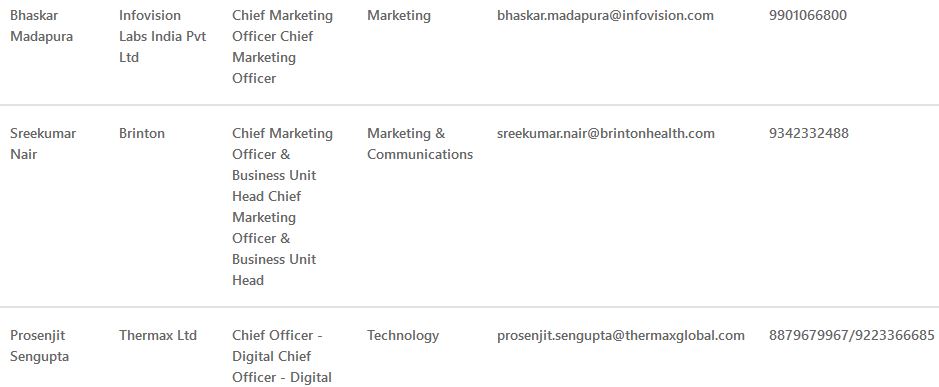 Bhaskar Madapura
Infovision Labs India Pvt Ltd
Chief Marketing Officer Chief Marketing Officer
Marketing
bhaskar.madapura@infovision.com
9901066800
Sreekumar Nair
Brinton
Chief Marketing Officer & Business Unit Head Chief Marketing Officer & Business Unit Head
Marketing & Communications
sreekumar.nair@brintonhealth.com
9342332488
Prosenjit Sengupta
Thermax Ltd
Chief Officer - Digital Chief Officer - Digital
Technology
prosenjit.sengupta@thermaxglobal.com
8879679967/9223366685